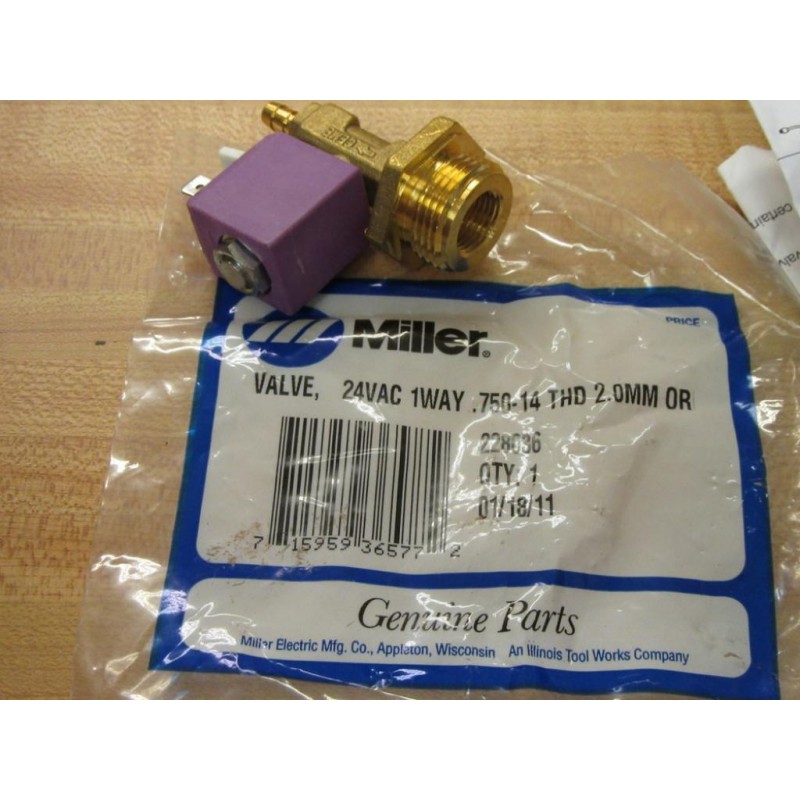 PRICE
Miller®
VALVE, 24VAC 1WAY .750-14 THD 2.0MM OR
228036
QTY, 1
01/18/11
7 15959 36577 2
Genuine Parts
Miller Electric Mfg. Co., Appleton, Wisconsin An Illinois Tool Works Company
certain